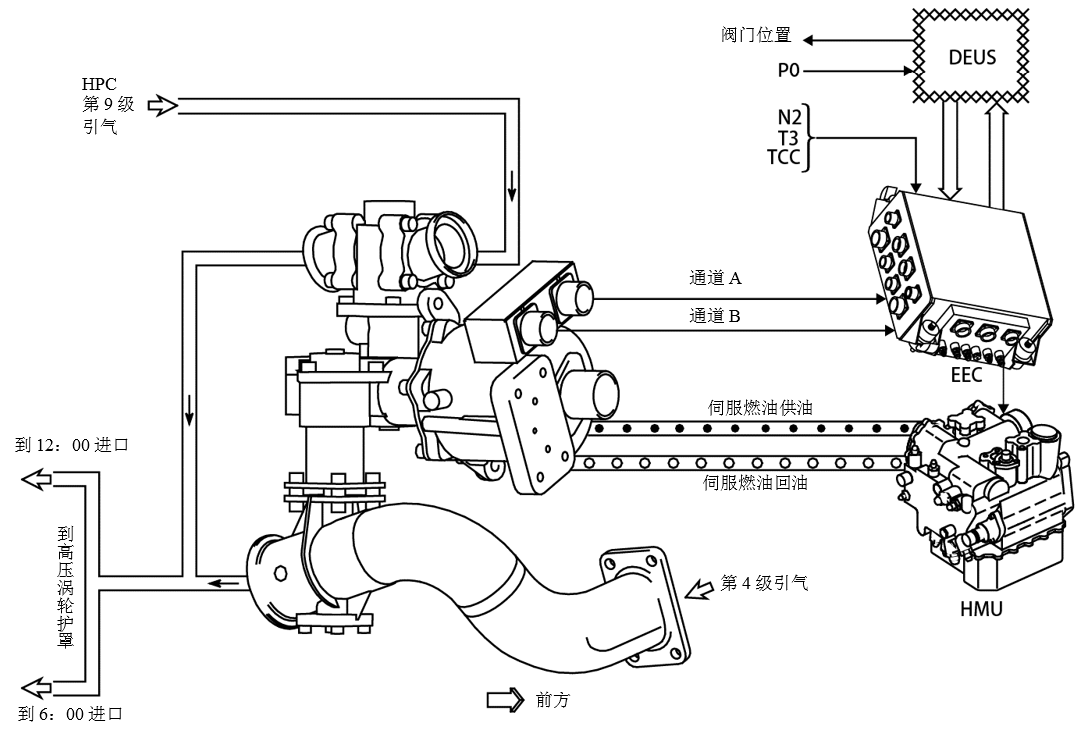 阀门位置
DEUS
P0
HPC
第 9 级
引气
N2
T3
TCC
通道 A
通道 B
EEC
伺服燃油供油
到 12：00 进口
伺服燃油回油
到高压涡轮护罩
第 4 级引气
HMU
前方
到 6：00 进口